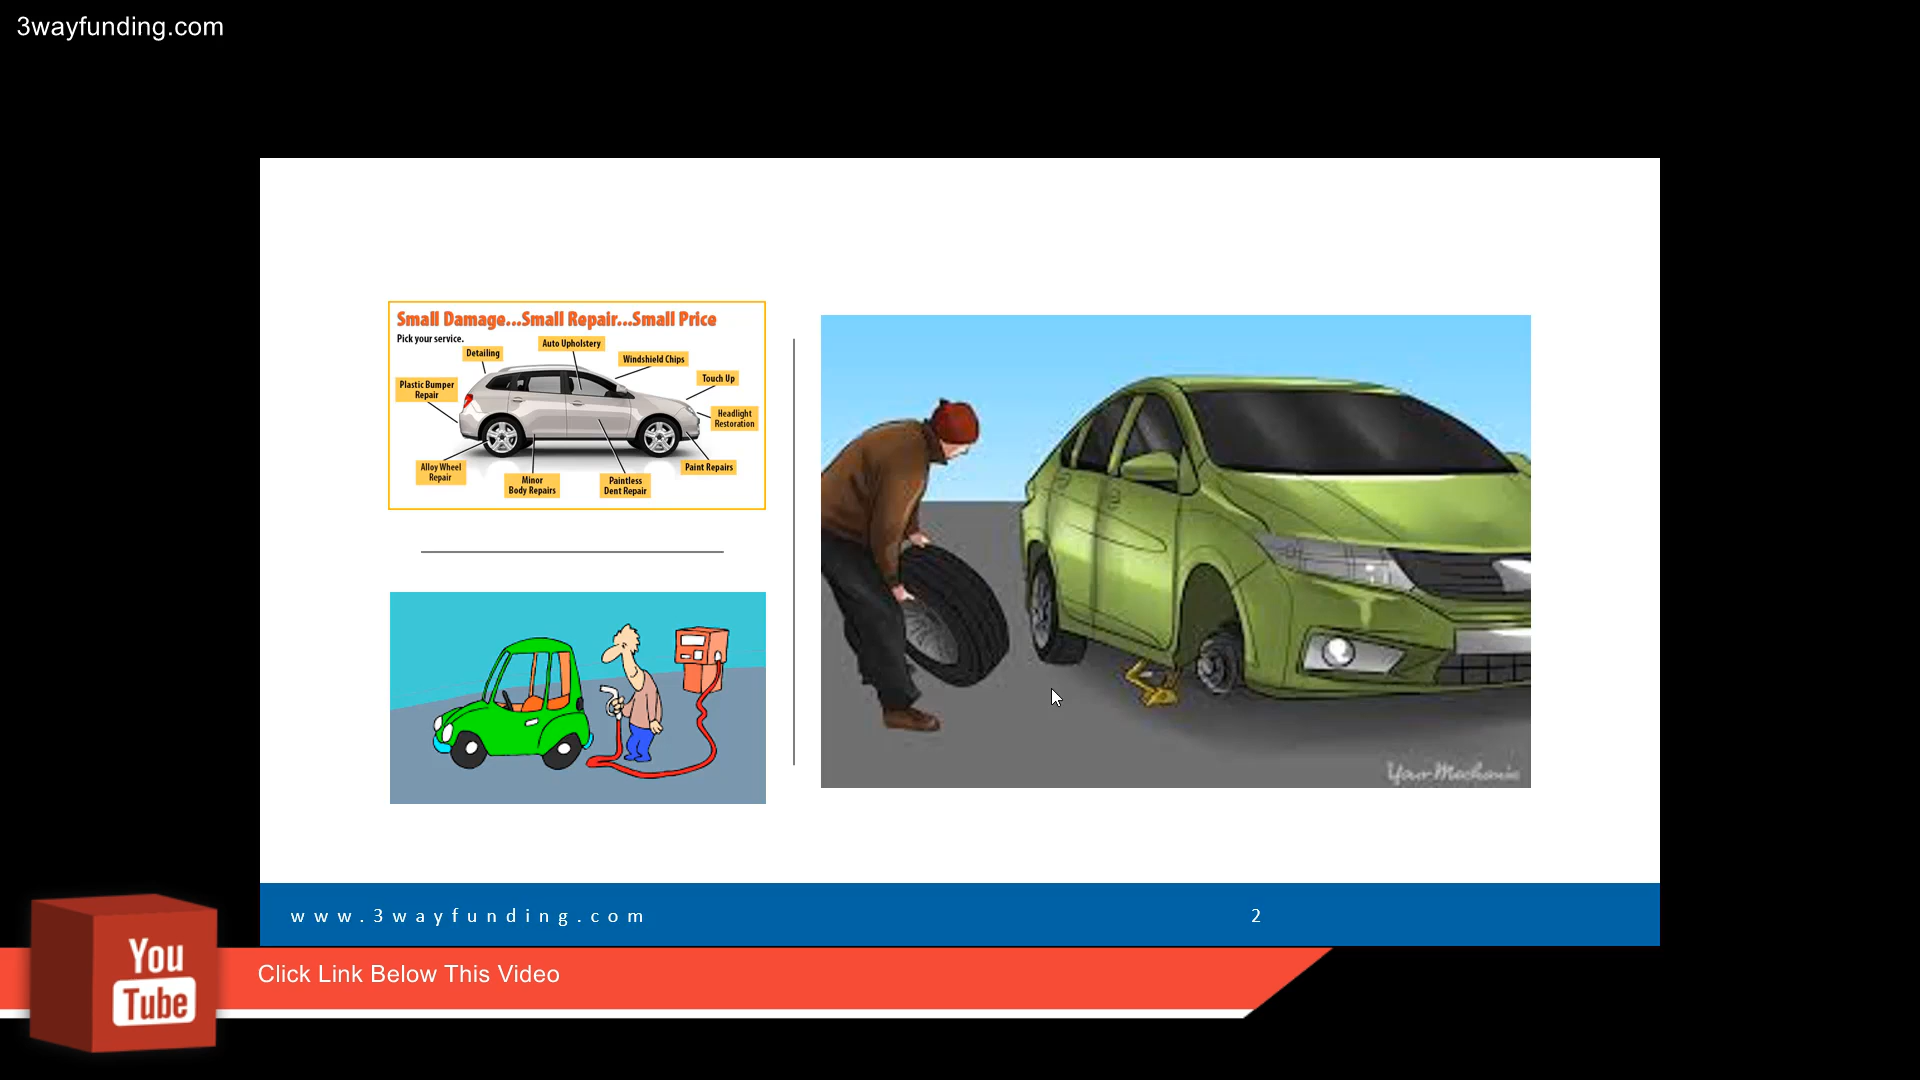 3wayfunding.com
Small Damage...Small Repair...Small Price
Pick your service.
Detailing
Auto Upholstery
Windshield Chips
Touch Up
Plastic Bumper
Repair
Headlight
Restoration
Alloy Wheel
Repair
Minor
Body Repairs
Paintless
Dent Repair
Paint Repairs
YourMechanic
www.3wayfunding.com
2
You
Tube
Click Link Below This Video